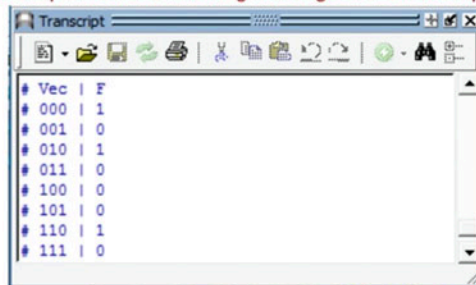 Transcript
# Vec | F
# 000 | 1
# 001 | 0
# 010 | 1
# 011 | 0
# 100 | 0
# 101 | 0
# 110 | 1
# 111 | 0